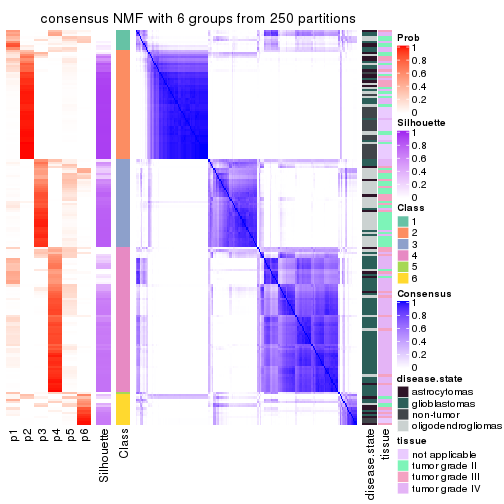 consensus NMF with 6 groups from 250 partitions
Prob
1
0.8
0.6
0.4
0.2
0
Silhouette
1
0.8
0.6
0.4
0.2
0
Class
1
2
3
4
5
6
Consensus
1
0.8
0.6
0.4
0.2
0
disease.state
astrocytomas
glioblastomas
non-tumor
oligodendrogliomas
tissue
not applicable
tumor grade II
tumor grade III
tumor grade IV
p1
p2
p3
p4
p5
p6
Silhouette
Class
disease.state
tissue